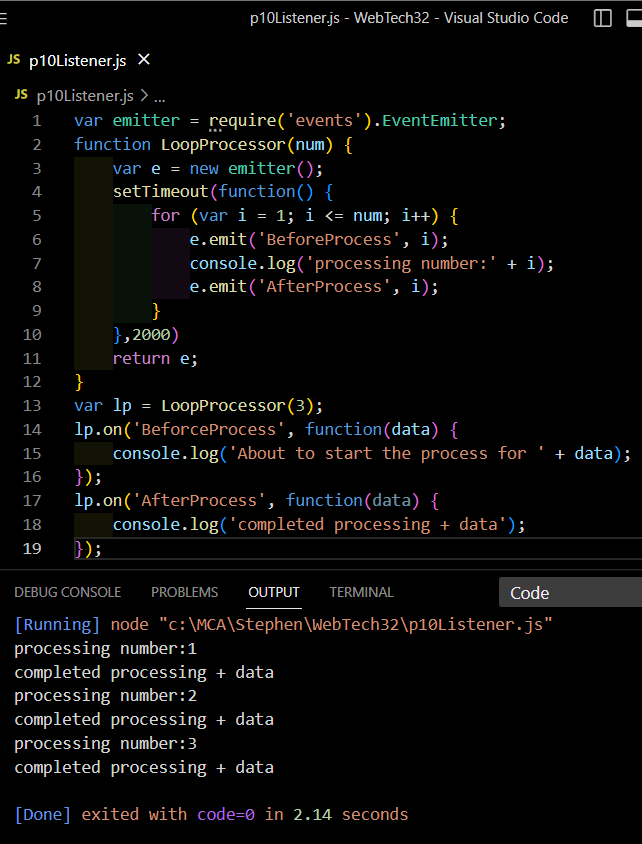 p10Listener.js - WebTech32 - Visual Studio Code
JS p10Listener.js ×
JS p10Listener.js > ...
1 var emitter = require('events').EventEmitter;
2 function LoopProcessor(num) {
3 var e = new emitter();
4 setTimeout(function() {
5 for (var i = 1; i <= num; i++) {
6 e.emit('BeforeProcess', i);
7 console.log('processing number:' + i);
8 e.emit('AfterProcess', i);
9 }
10 },2000)
11 return e;
12 }
13 var lp = LoopProcessor(3);
14 lp.on('BeforceProcess', function(data) {
15 console.log('About to start the process for ' + data);
16 });
17 lp.on('AfterProcess', function(data) {
18 console.log('completed processing + data');
19 });
DEBUG CONSOLE PROBLEMS OUTPUT TERMINAL Code
[Running] node "c:\MCA\Stephen\WebTech32\p10Listener.js"
processing number:1
completed processing + data
processing number:2
completed processing + data
processing number:3
completed processing + data
[Done] exited with code=0 in 2.14 seconds